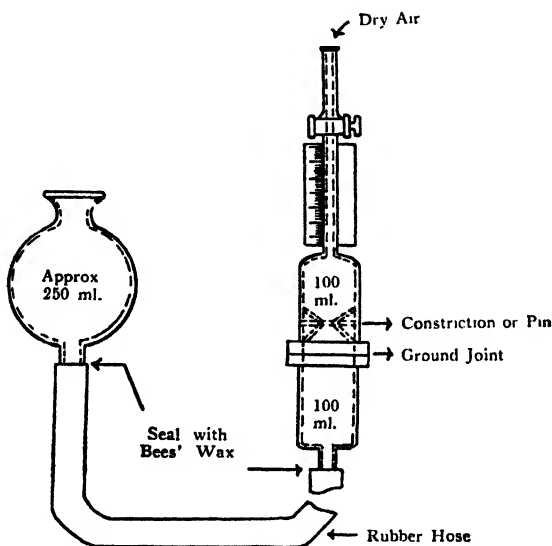 Dry Air
Approx
250 ml.
100
ml.
Constriction or Pin
Ground Joint
100
ml.
Seal with
Bees' Wax
Rubber Hose